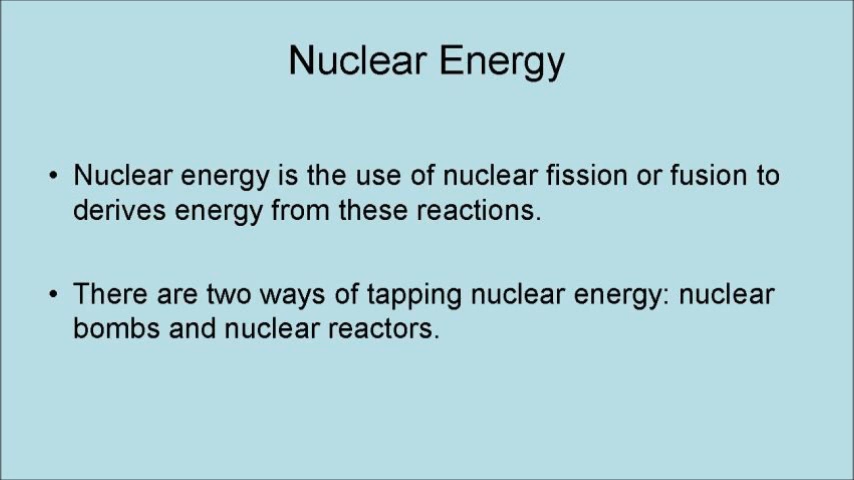 Nuclear Energy
• Nuclear energy is the use of nuclear fission or fusion to
derives energy from these reactions.
• There are two ways of tapping nuclear energy: nuclear
bombs and nuclear reactors.